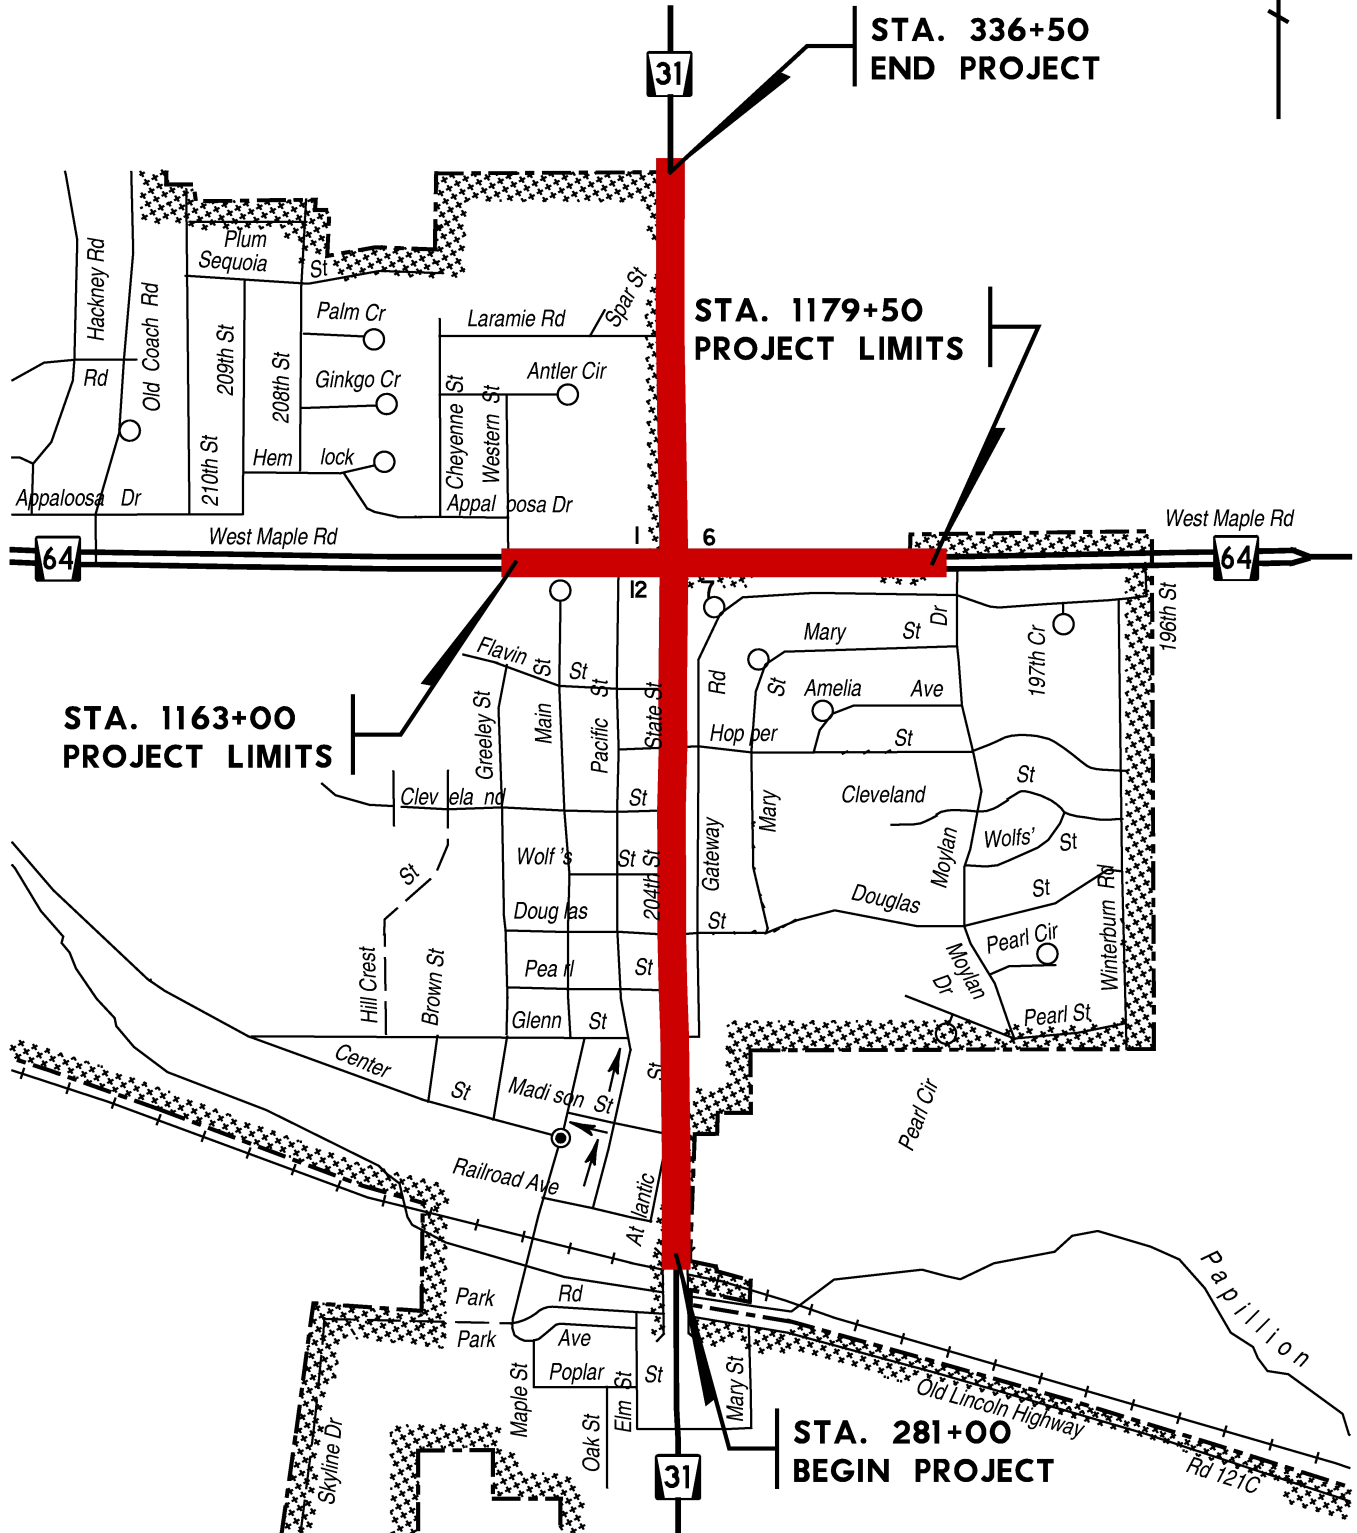 STA. 336+50
END PROJECT
31
Plum
Sequoia
St
Hackney Rd
Old Coach Rd
Rd
209th St
208th St
210th St
Palm Cr
Ginkgo Cr
Hem lock
Laramie Rd
Spar St
Antler Cir
Cheyenne St
Western St
Appaloosa Dr
Appal oosa Dr
STA. 1179+50
PROJECT LIMITS
West Maple Rd
West Maple Rd
64
64
1
6
12
7
196th St
Flavin St
Main St
Pacific St
State St
Greeley St
Rd
Mary St
Dr
197th Cr
St
Amelia Ave
Hop per St
STA. 1163+00
PROJECT LIMITS
Clev ela nd St
Cleveland St
Mary
Gateway
Wolf 's St
204th St
Wolfs' St
Moylan
Doug las
St
Douglas St
Winterburn Rd
Hill Crest
St
Brown St
Pea rl St
Pearl Cir
Moylan
Dr
Glenn St
Pearl St
Center St
Madi son St
St
Pearl Cir
Railroad Ave
At lantic
Papillion
Park Rd
Park Ave
Poplar St
Maple St
Oak St
Elm St
Mary St
Skyline Dr
Old Lincoln Highway
Rd 121C
STA. 281+00
BEGIN PROJECT
31